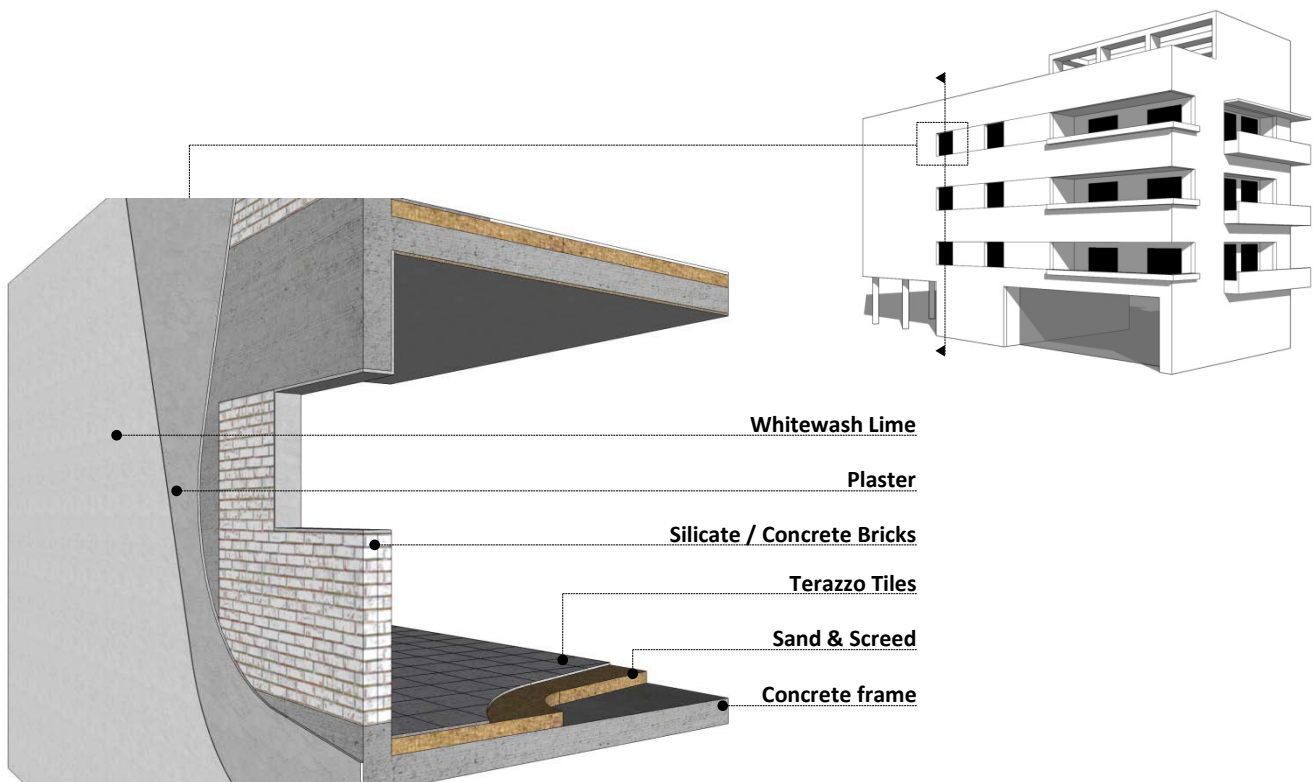 Whitewash Lime
Plaster
Silicate / Concrete Bricks
Terazzo Tiles
Sand & Screed
Concrete frame